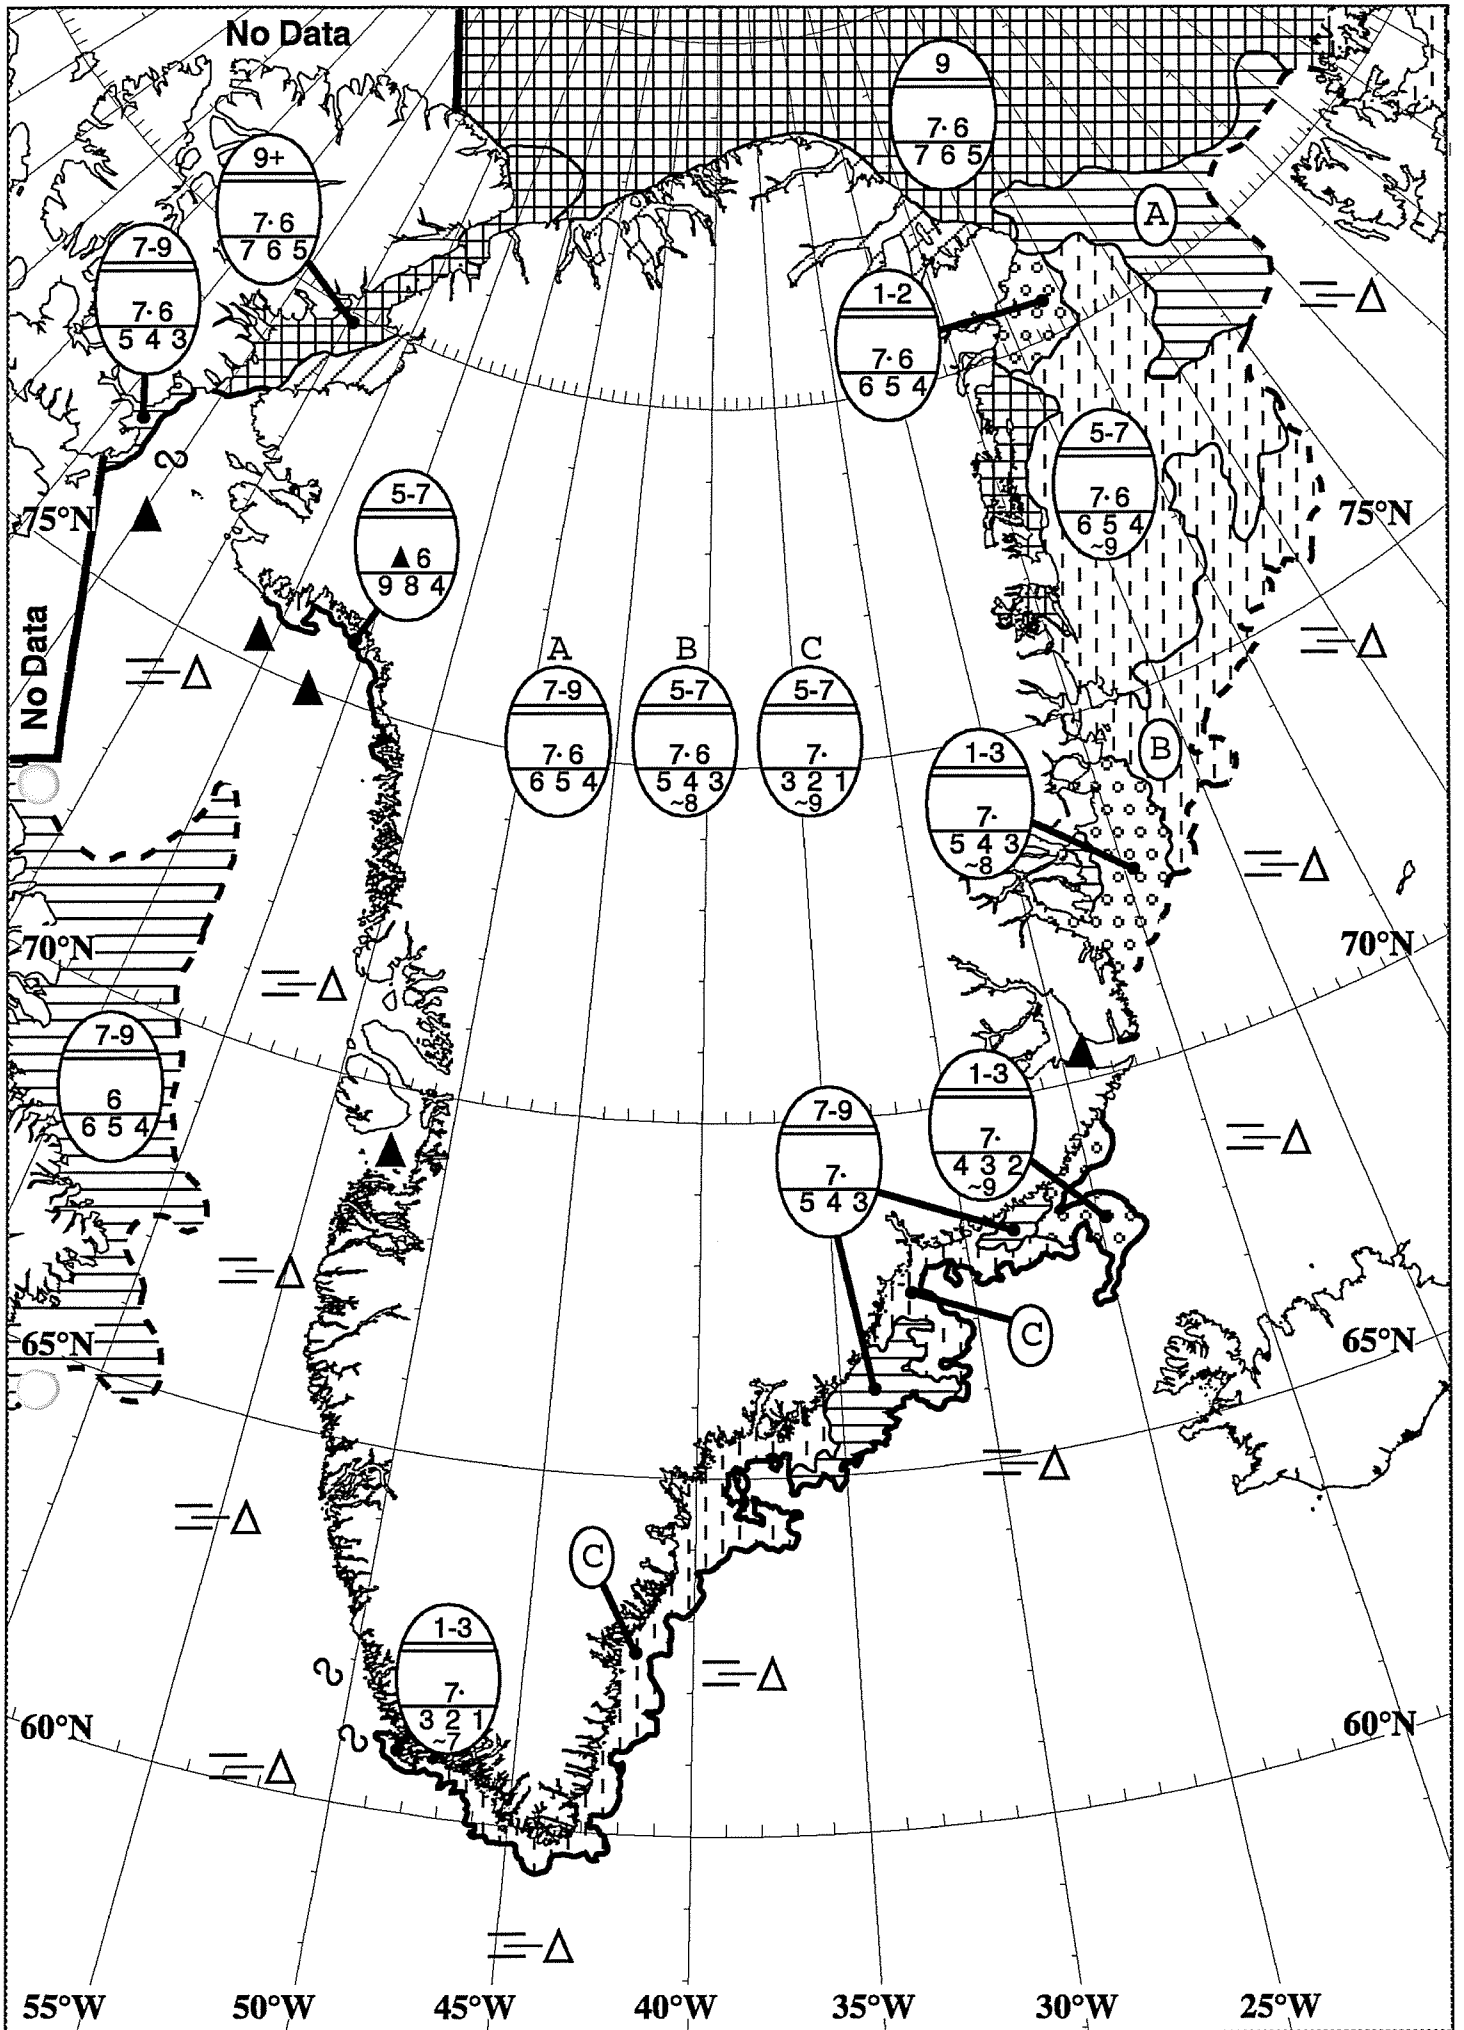 No Data
9
7· 6
7 6 5
9+
7· 6
7 6 5
A
7-9
7· 6
5 4 3
1-2
7· 6
6 5 4
5-7
7· 6
6 5 4
~9
75°N
75°N
5-7
▲ 6
9 8 4
No Data
A
B
C
7-9
7· 6
6 5 4
5-7
7· 6
5 4 3
~8
5-7
7·
3 2 1
~9
B
1-3
7·
5 4 3
~8
70°N
70°N
7-9
6
6 5 4
1-3
7·
4 3 2
~9
7-9
7·
5 4 3
C
65°N
65°N
C
1-3
7·
3 2 1
~7
60°N
60°N
55°W
50°W
45°W
40°W
35°W
30°W
25°W